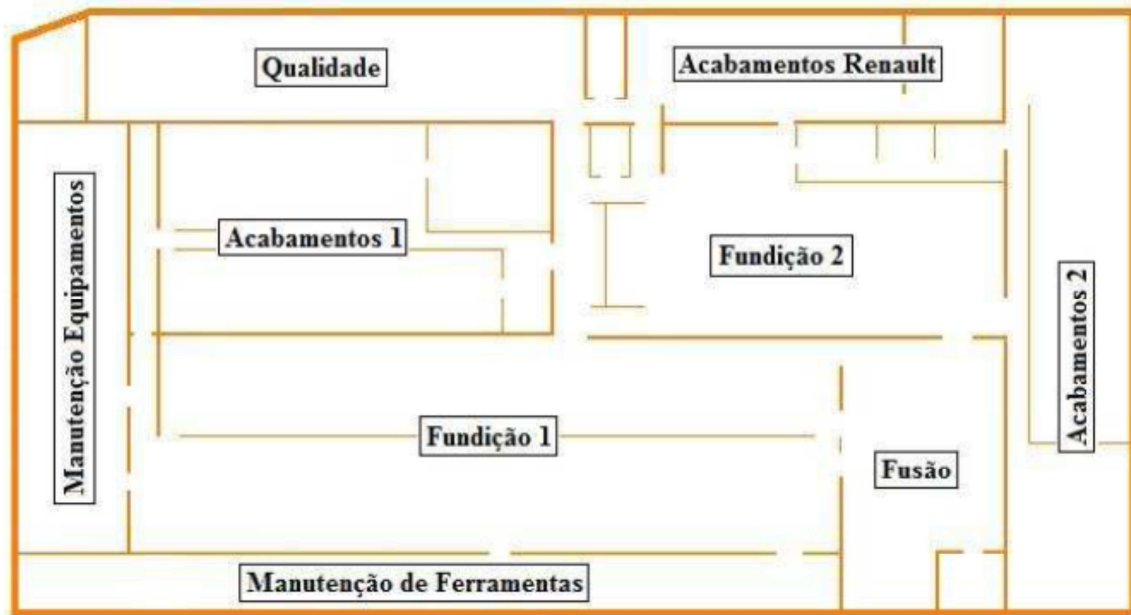 Qualidade
Acabamentos Renault
Manutenção Equipamentos
Acabamentos 1
Fundição 2
Acabamentos 2
Fundição 1
Fusão
Manutenção de Ferramentas